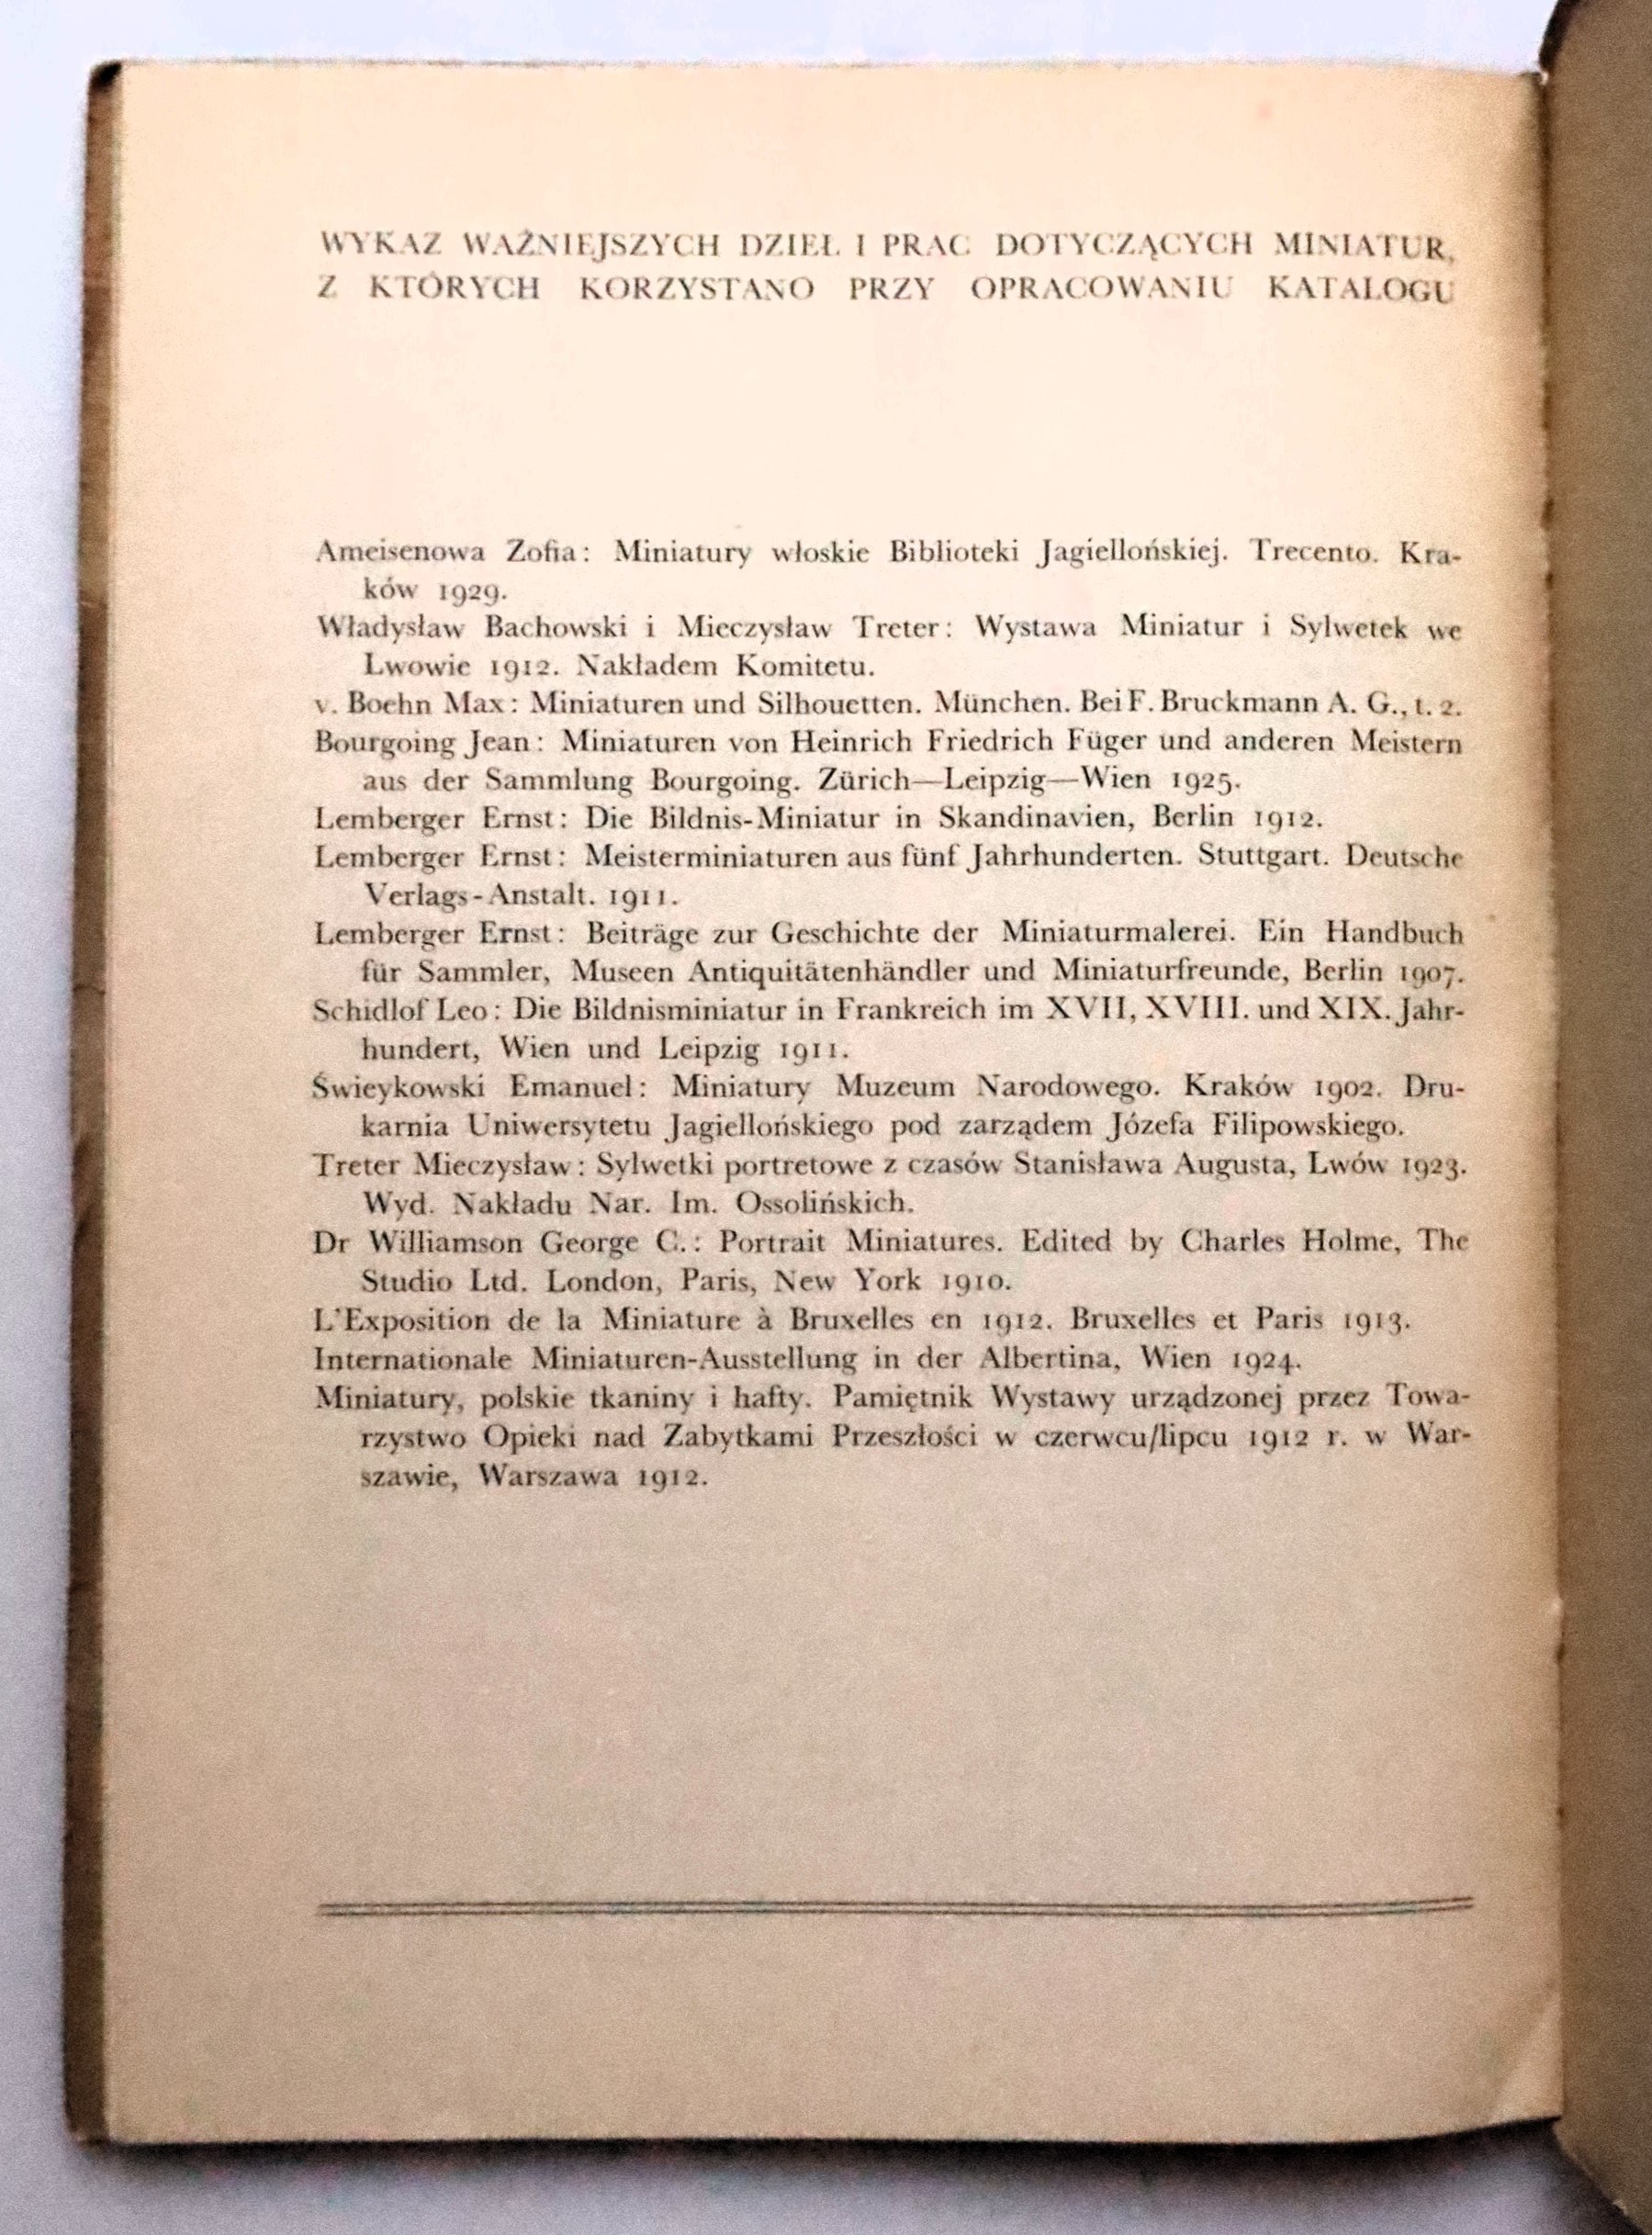 WYKAZ WAŻNIEJSZYCH DZIEŁ I PRAC DOTYCZĄCYCH MINIATUR,
Z KTÓRYCH KORZYSTANO PRZY OPRACOWANIU KATALOGU
Ameisenowa Zofia: Miniatury włoskie Biblioteki Jagiellońskiej. Trecento. Kra-
ków 1929.
Władysław Bachowski i Mieczysław Treter: Wystawa Miniatur i Sylwetek we
Lwowie 1912. Nakładem Komitetu.
v. Boehn Max: Miniaturen und Silhouetten. München. Bei F. Bruckmann A. G., t. 2.
Bourgoing Jean: Miniaturen von Heinrich Friedrich Füger und anderen Meistern
aus der Sammlung Bourgoing. Zürich—Leipzig—Wien 1925.
Lemberger Ernst: Die Bildnis-Miniatur in Skandinavien, Berlin 1912.
Lemberger Ernst: Meisterminiaturen aus fünf Jahrhunderten. Stuttgart. Deutsche
Verlags-Anstalt. 1911.
Lemberger Ernst: Beiträge zur Geschichte der Miniaturmalerei. Ein Handbuch
für Sammler, Museen Antiquitätenhändler und Miniaturfreunde, Berlin 1907.
Schidlof Leo: Die Bildnisminiatur in Frankreich im XVII, XVIII. und XIX. Jahr-
hundert, Wien und Leipzig 1911.
Świeykowski Emanuel: Miniatury Muzeum Narodowego. Kraków 1902. Dru-
karnia Uniwersytetu Jagiellońskiego pod zarządem Józefa Filipowskiego.
Treter Mieczysław: Sylwetki portretowe z czasów Stanisława Augusta, Lwów 1923.
Wyd. Nakładu Nar. Im. Ossolińskich.
Dr Williamson George C.: Portrait Miniatures. Edited by Charles Holme, The
Studio Ltd. London, Paris, New York 1910.
L'Exposition de la Miniature à Bruxelles en 1912. Bruxelles et Paris 1913.
Internationale Miniaturen-Ausstellung in der Albertina, Wien 1924.
Miniatury, polskie tkaniny i hafty. Pamiętnik Wystawy urządzonej przez Towa-
rzystwo Opieki nad Zabytkami Przeszłości w czerwcu/lipcu 1912 r. w War-
szawie, Warszawa 1912.